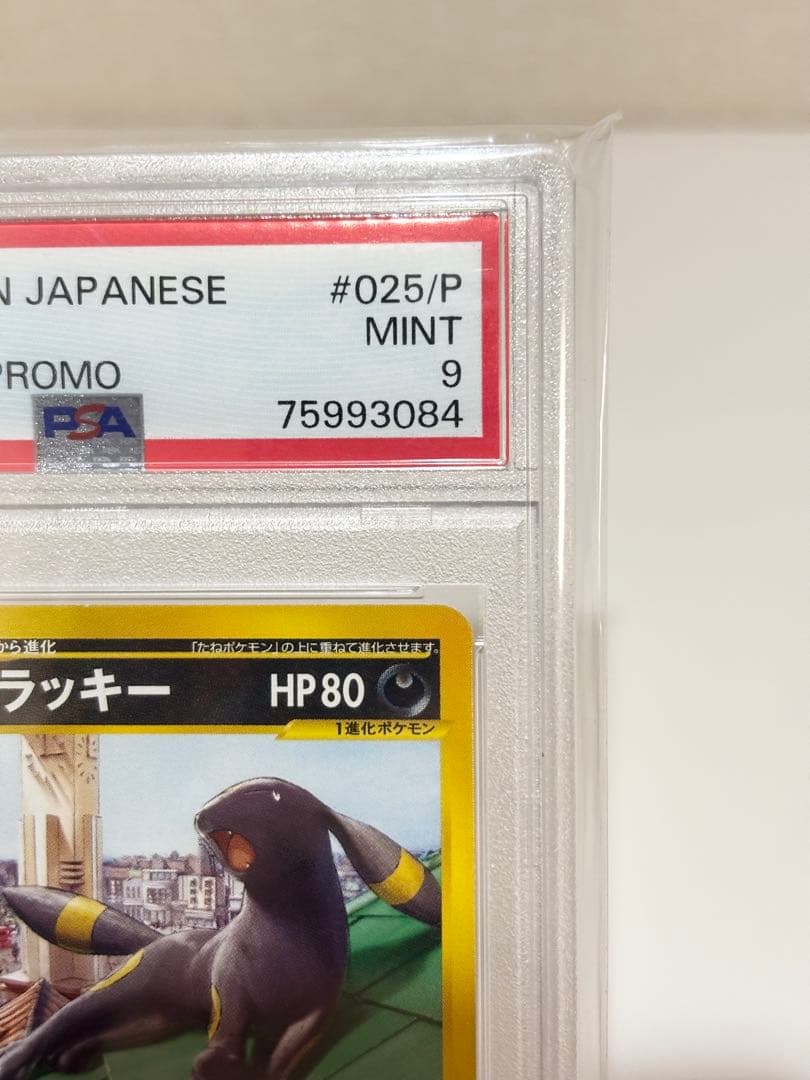 N JAPANESE #025/P
MINT
PROMO 9
PSA 75993084
から進化 「たねポケモン」の上に重ねて進化させます。
ラッキー HP80
1進化ポケモン